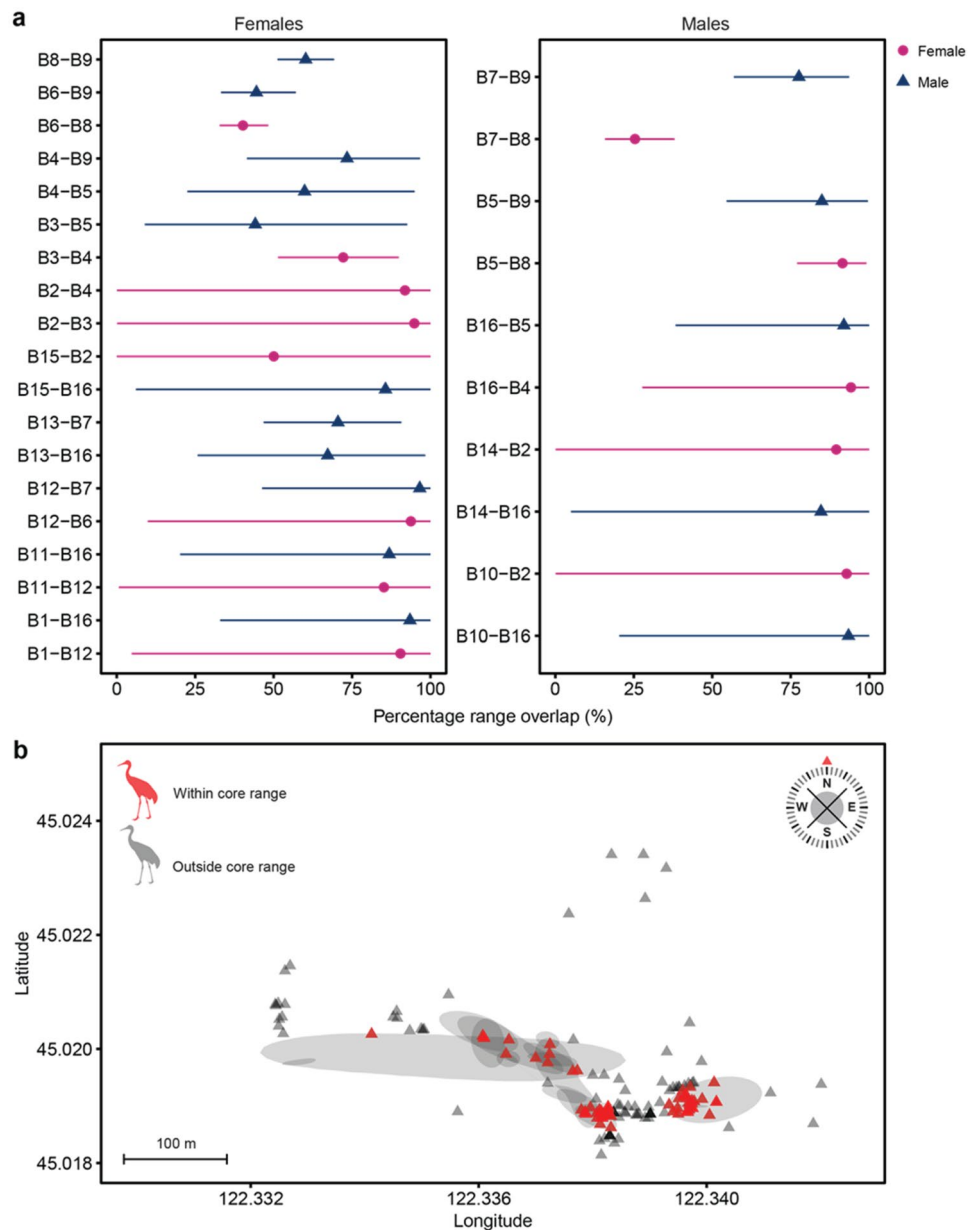 a
Females
Males
Female
Male
B8−B9
B6−B9
B6−B8
B4−B9
B4−B5
B3−B5
B3−B4
B2−B4
B2−B3
B15−B2
B15−B16
B13−B7
B13−B16
B12−B7
B12−B6
B11−B16
B11−B12
B1−B16
B1−B12
0 25 50 75 100
B7−B9
B7−B8
B5−B9
B5−B8
B16−B5
B16−B4
B14−B2
B14−B16
B10−B2
B10−B16
0 25 50 75 100
Percentage range overlap (%)
b
Within core range
Outside core range
N
W E
S
Latitude
45.024
45.022
45.020
45.018
100 m
122.332 122.336 122.340
Longitude